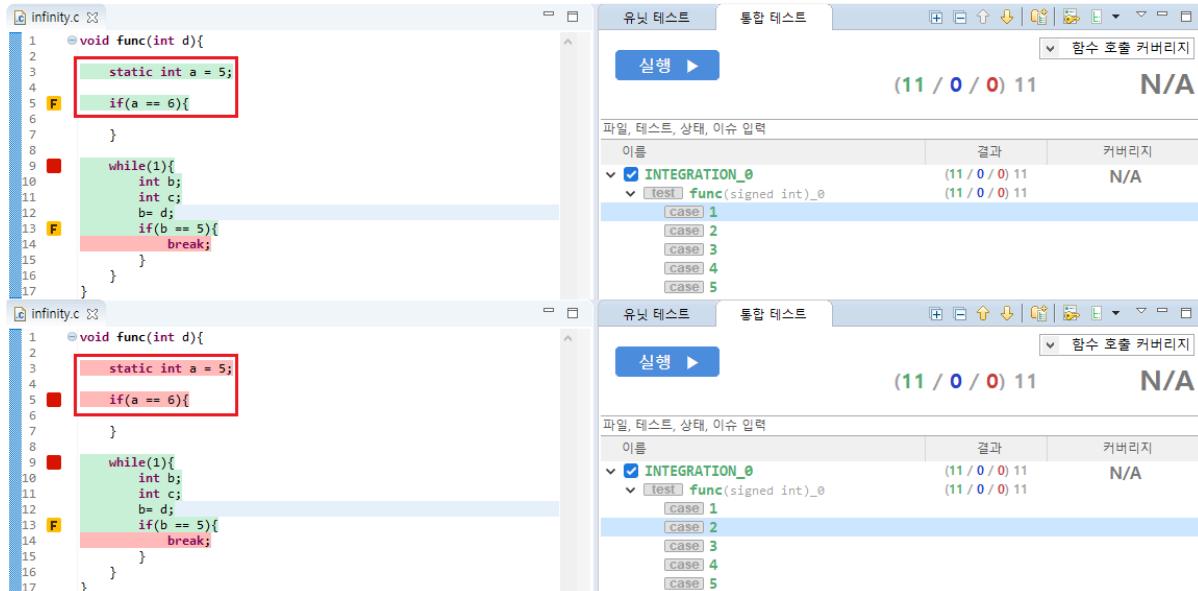 infinity.c
1 void func(int d){
2
3 static int a = 5;
4
5 F if(a == 6){
6
7 }
8
9 while(1){
10 int b;
11 int c;
12 b= d;
13 F if(b == 5){
14 break;
15 }
16 }
17 }
유닛 테스트 통합 테스트
함수 호출 커버리지
실행
(11 / 0 / 0) 11 N/A
파일, 테스트, 상태, 이슈 입력
이름 결과 커버리지
INTEGRATION_0 (11 / 0 / 0) 11 N/A
test func(signed int)_0 (11 / 0 / 0) 11
case 1
case 2
case 3
case 4
case 5
infinity.c
1 void func(int d){
2
3 static int a = 5;
4
5 if(a == 6){
6
7 }
8
9 while(1){
10 int b;
11 int c;
12 b= d;
13 F if(b == 5){
14 break;
15 }
16 }
17 }
유닛 테스트 통합 테스트
함수 호출 커버리지
실행
(11 / 0 / 0) 11 N/A
파일, 테스트, 상태, 이슈 입력
이름 결과 커버리지
INTEGRATION_0 (11 / 0 / 0) 11 N/A
test func(signed int)_0 (11 / 0 / 0) 11
case 1
case 2
case 3
case 4
case 5